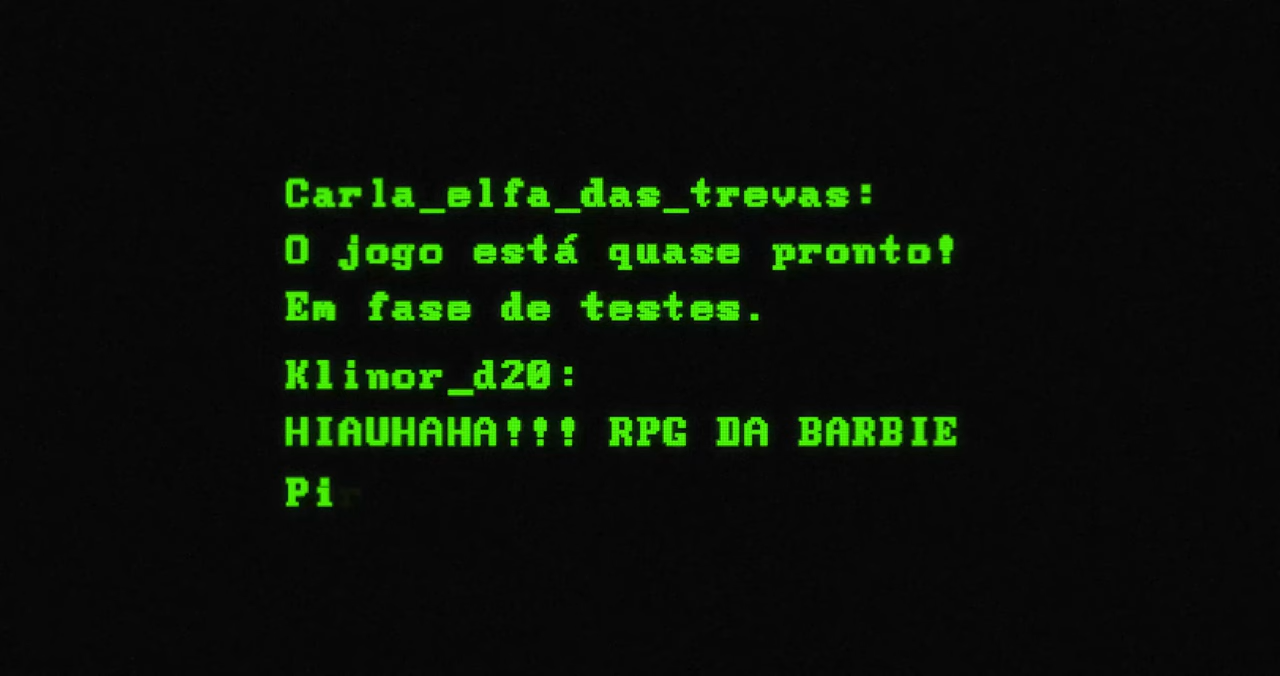 Carla_elfa_das_trevas:
O jogo está quase pronto!
Em fase de testes.
Klinor_d20:
HIAUHAHA!!! RPG DA BARBIE
Pi